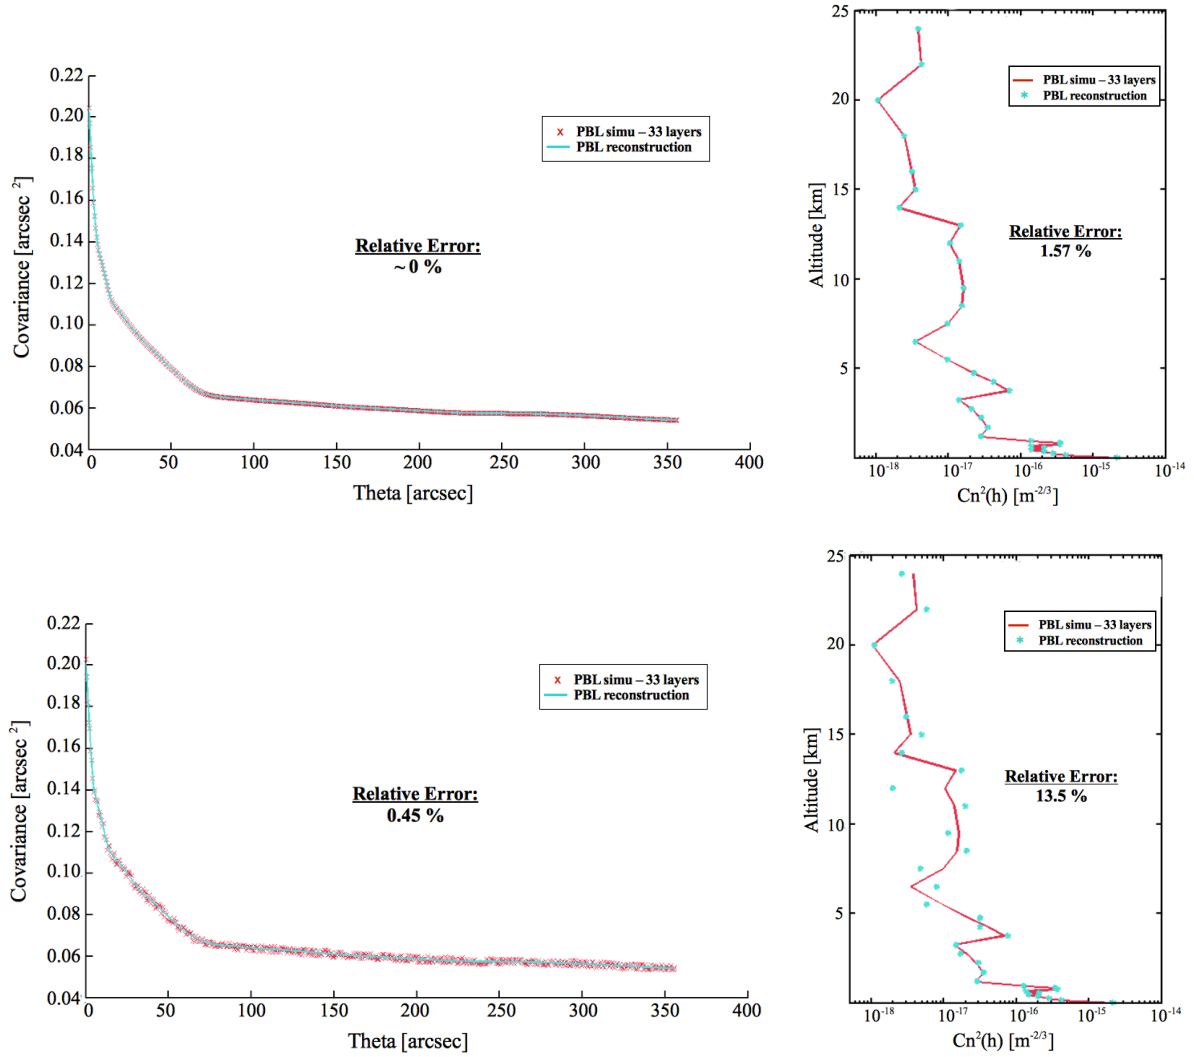 0.22
0.20
0.18
0.16
0.14
0.12
0.10
0.08
0.06
0.04
Covariance [arcsec 2]
0 50 100 150 200 250 300 350 400
Theta [arcsec]
PBL simu – 33 layers
PBL reconstruction
Relative Error:
~ 0 %
25
20
15
10
5
Altitude [km]
10-18 10-17 10-16 10-15 10-14
Cn2(h) [m-2/3]
PBL simu – 33 layers
PBL reconstruction
Relative Error:
1.57 %
0.22
0.20
0.18
0.16
0.14
0.12
0.10
0.08
0.06
0.04
Covariance [arcsec 2]
0 50 100 150 200 250 300 350 400
Theta [arcsec]
PBL simu – 33 layers
PBL reconstruction
Relative Error:
0.45 %
25
20
15
10
5
Altitude [km]
10-18 10-17 10-16 10-15 10-14
Cn2(h) [m-2/3]
PBL simu – 33 layers
PBL reconstruction
Relative Error:
13.5 %